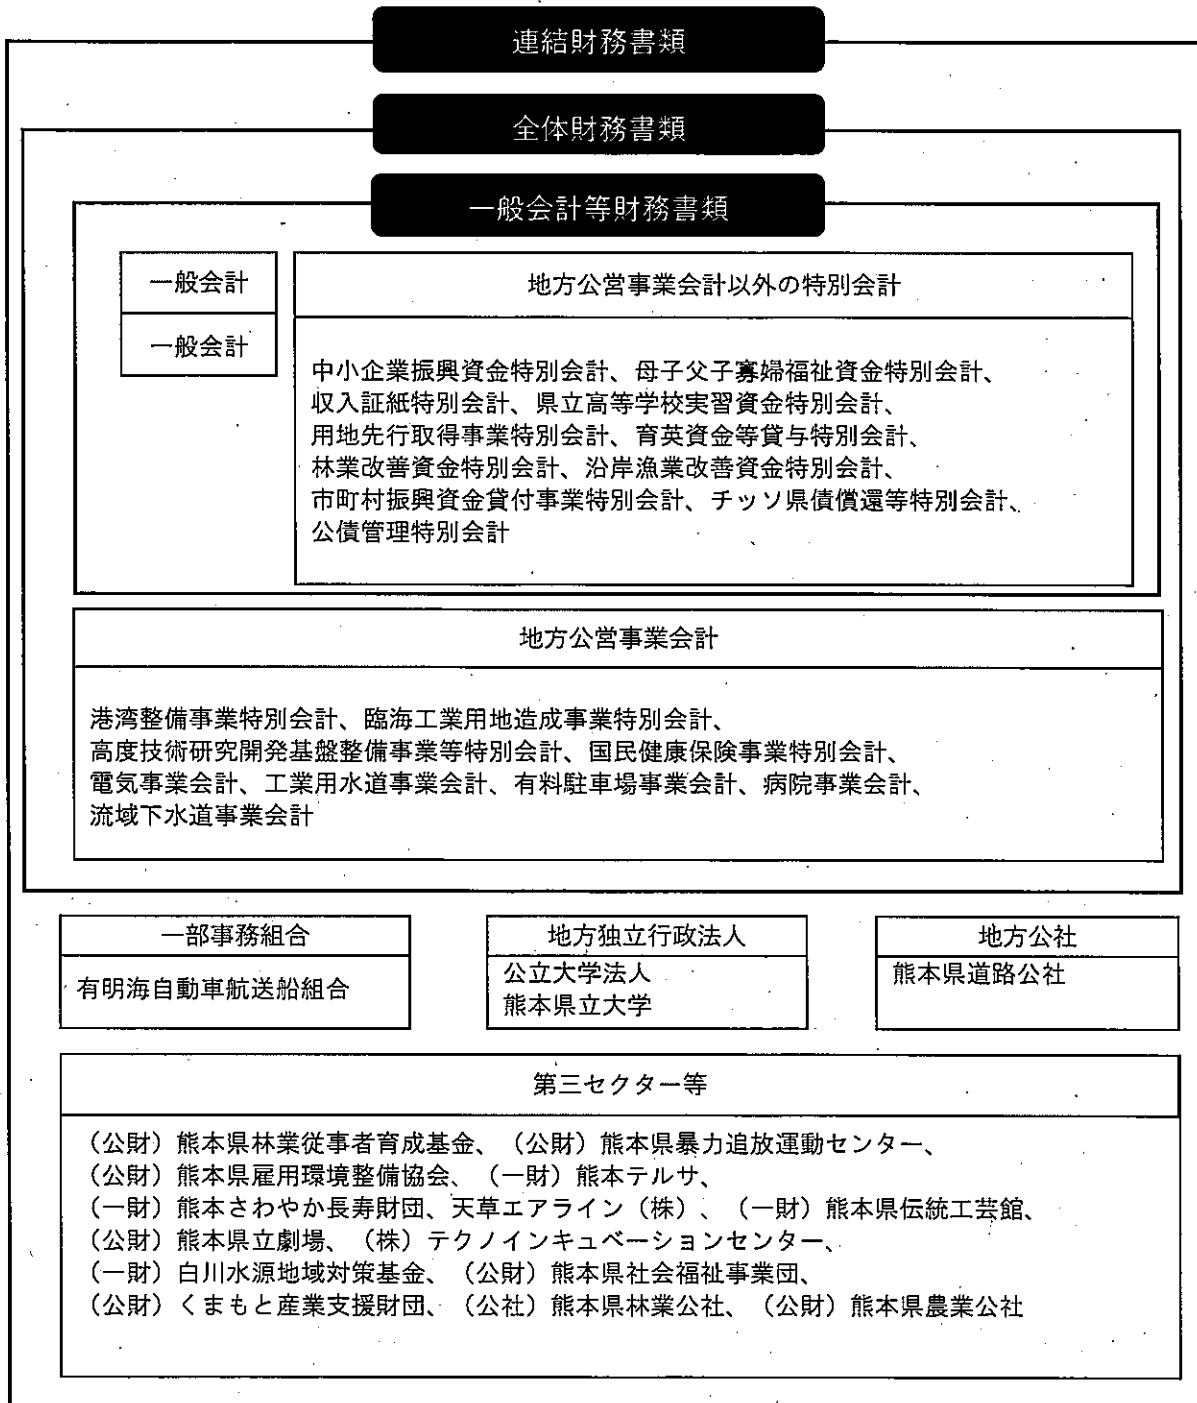 連結財務書類
全体財務書類
一般会計等財務書類
一般会計
一般会計
地方公営事業会計以外の特別会計
中小企業振興資金特別会計、母子父子寡婦福祉資金特別会計、
収入証紙特別会計、県立高等学校実習資金特別会計、
用地先行取得事業特別会計、育英資金等貸与特別会計、
林業改善資金特別会計、沿岸漁業改善資金特別会計、
市町村振興資金貸付事業特別会計、チッソ県債償還等特別会計、
公債管理特別会計
地方公営事業会計
港湾整備事業特別会計、臨海工業用地造成事業特別会計、
高度技術研究開発基盤整備事業等特別会計、国民健康保険事業特別会計、
電気事業会計、工業用水道事業会計、有料駐車場事業会計、病院事業会計、
流域下水道事業会計
一部事務組合
有明海自動車航送船組合
地方独立行政法人
公立大学法人
熊本県立大学
地方公社
熊本県道路公社
第三セクター等
（公財）熊本県林業従事者育成基金、（公財）熊本県暴力追放運動センター、
（公財）熊本県雇用環境整備協会、（一財）熊本テルサ、
（一財）熊本さわやか長寿財団、天草エアライン（株）、（一財）熊本県伝統工芸館、
（公財）熊本県立劇場、（株）テクノインキュベーションセンター、
（一財）白川水源地域対策基金、（公財）熊本県社会福祉事業団、
（公財）くまもと産業支援財団、（公社）熊本県林業公社、（公財）熊本県農業公社